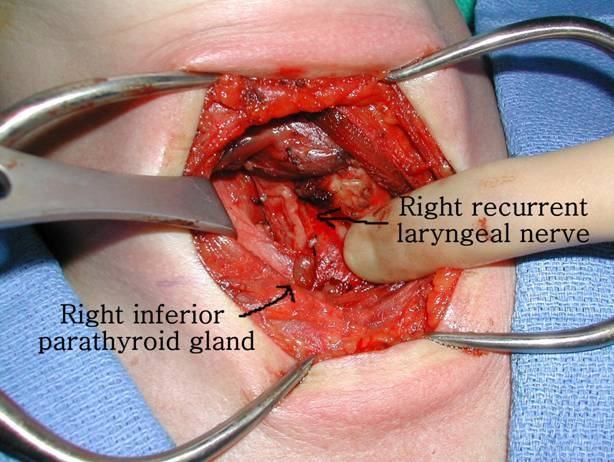 Right recurrent
laryngeal nerve
Right inferior
parathyroid gland